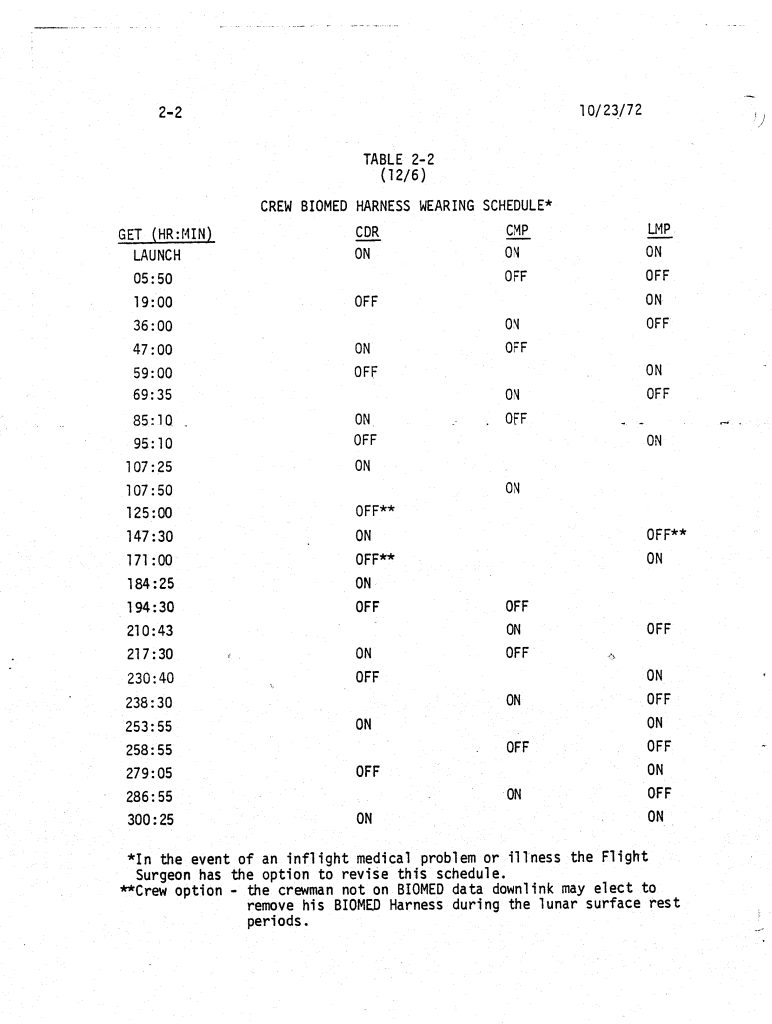 2-2 10/23/72
TABLE 2-2
(12/6)
CREW BIOMED HARNESS WEARING SCHEDULE*
GET (HR:MIN) CDR CMP LMP
LAUNCH ON ON ON
05:50 OFF OFF
19:00 OFF ON
36:00 ON OFF
47:00 ON OFF
59:00 OFF ON
69:35 ON OFF
85:10 ON OFF
95:10 OFF ON
107:25 ON
107:50 ON
125:00 OFF**
147:30 ON OFF**
171:00 OFF** ON
184:25 ON
194:30 OFF OFF
210:43 ON OFF
217:30 ON OFF
230:40 OFF ON
238:30 ON OFF
253:55 ON ON
258:55 OFF OFF
279:05 OFF ON
286:55 ON OFF
300:25 ON ON
*In the event of an inflight medical problem or illness the Flight
Surgeon has the option to revise this schedule.
**Crew option - the crewman not on BIOMED data downlink may elect to
remove his BIOMED Harness during the lunar surface rest
periods.